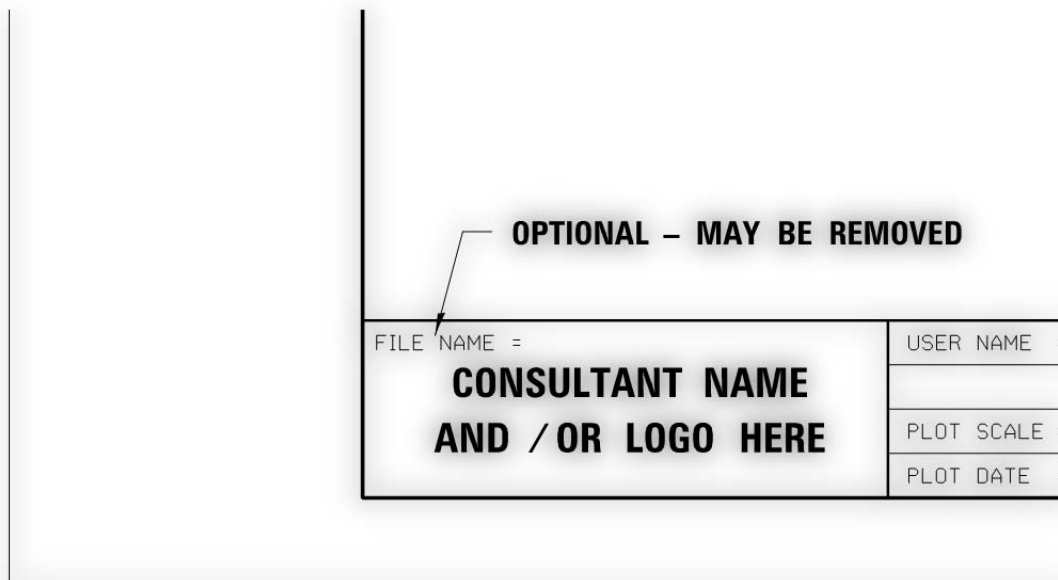 OPTIONAL – MAY BE REMOVED
FILE NAME =
CONSULTANT NAME
AND / OR LOGO HERE
USER NAME
PLOT SCALE
PLOT DATE